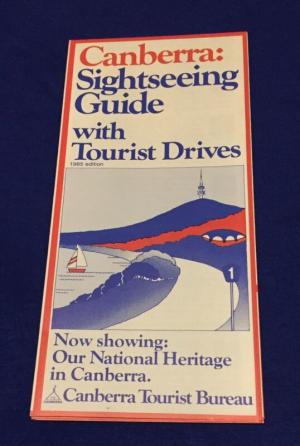 Canberra:
Sightseeing
Guide
with
Tourist Drives
1985 edition
1
Now showing:
Our National Heritage
in Canberra.
Canberra Tourist Bureau